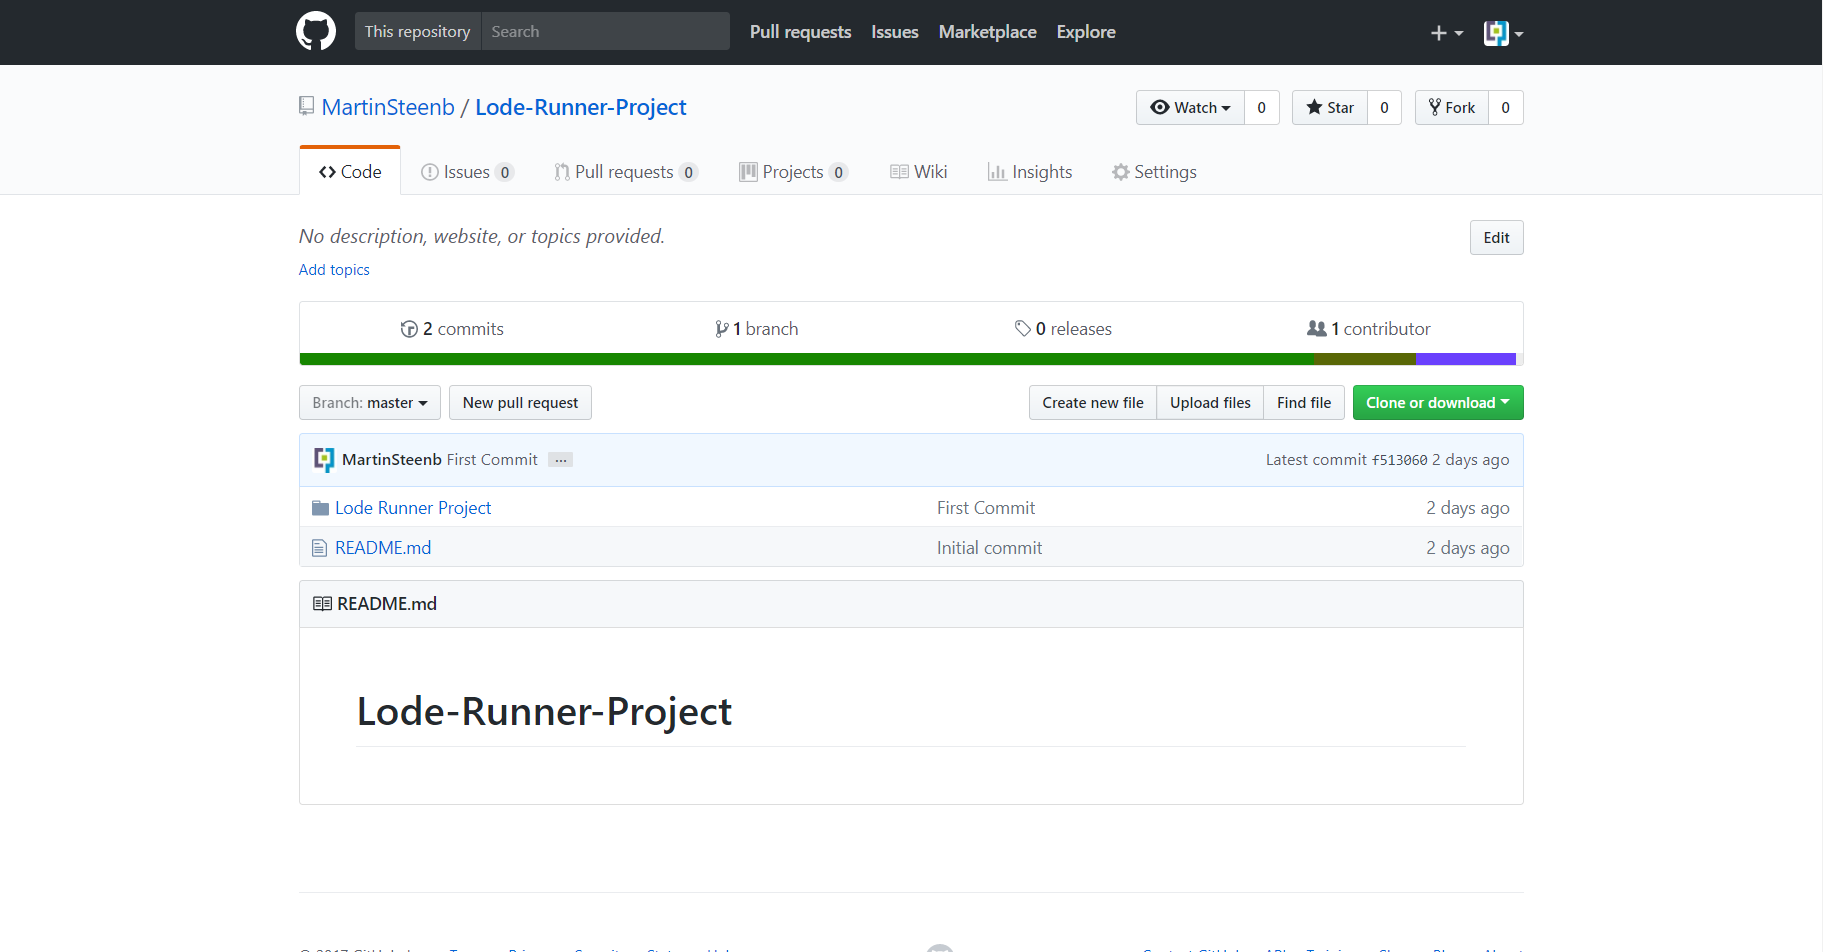 This repository Search Pull requests Issues Marketplace Explore
MartinSteenb / Lode-Runner-Project Watch 0 Star 0 Fork 0
Code Issues 0 Pull requests 0 Projects 0 Wiki Insights Settings
No description, website, or topics provided. Edit
Add topics
2 commits 1 branch 0 releases 1 contributor
Branch: master New pull request Create new file Upload files Find file Clone or download
MartinSteenb First Commit ... Latest commit f513060 2 days ago
Lode Runner Project First Commit 2 days ago
README.md Initial commit 2 days ago
README.md
Lode-Runner-Project